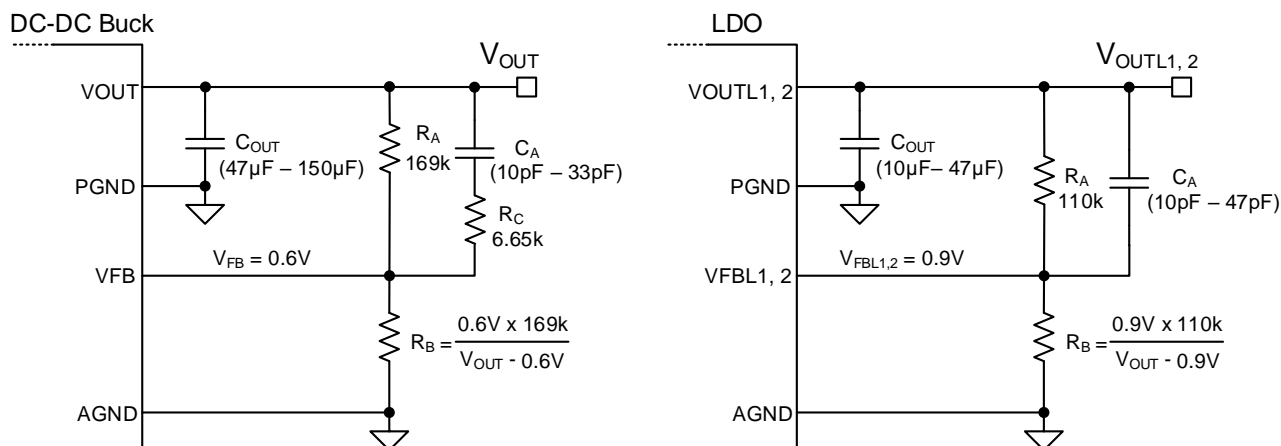 DC-DC Buck
VOUT
VOUT
COUT
(47µF – 150µF)
RA
169k
CA
(10pF – 33pF)
PGND
RC
6.65k
VFB = 0.6V
VFB
RB = 0.6V x 169k
VOUT - 0.6V
AGND
LDO
VOUTL1, 2
VOUTL1, 2
COUT
(10µF– 47µF)
RA
110k
CA
(10pF – 47pF)
PGND
VFBL1,2 = 0.9V
VFBL1, 2
RB = 0.9V x 110k
VOUT - 0.9V
AGND